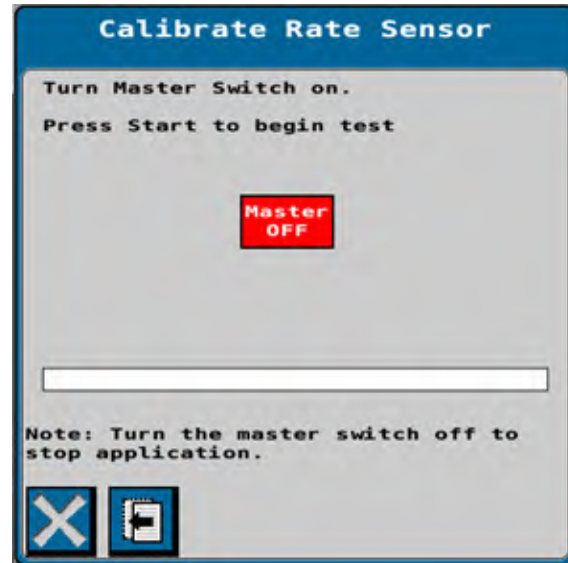 Calibrate Rate Sensor
Turn Master Switch on.
Press Start to begin test
Master
OFF
Note: Turn the master switch off to
stop application.